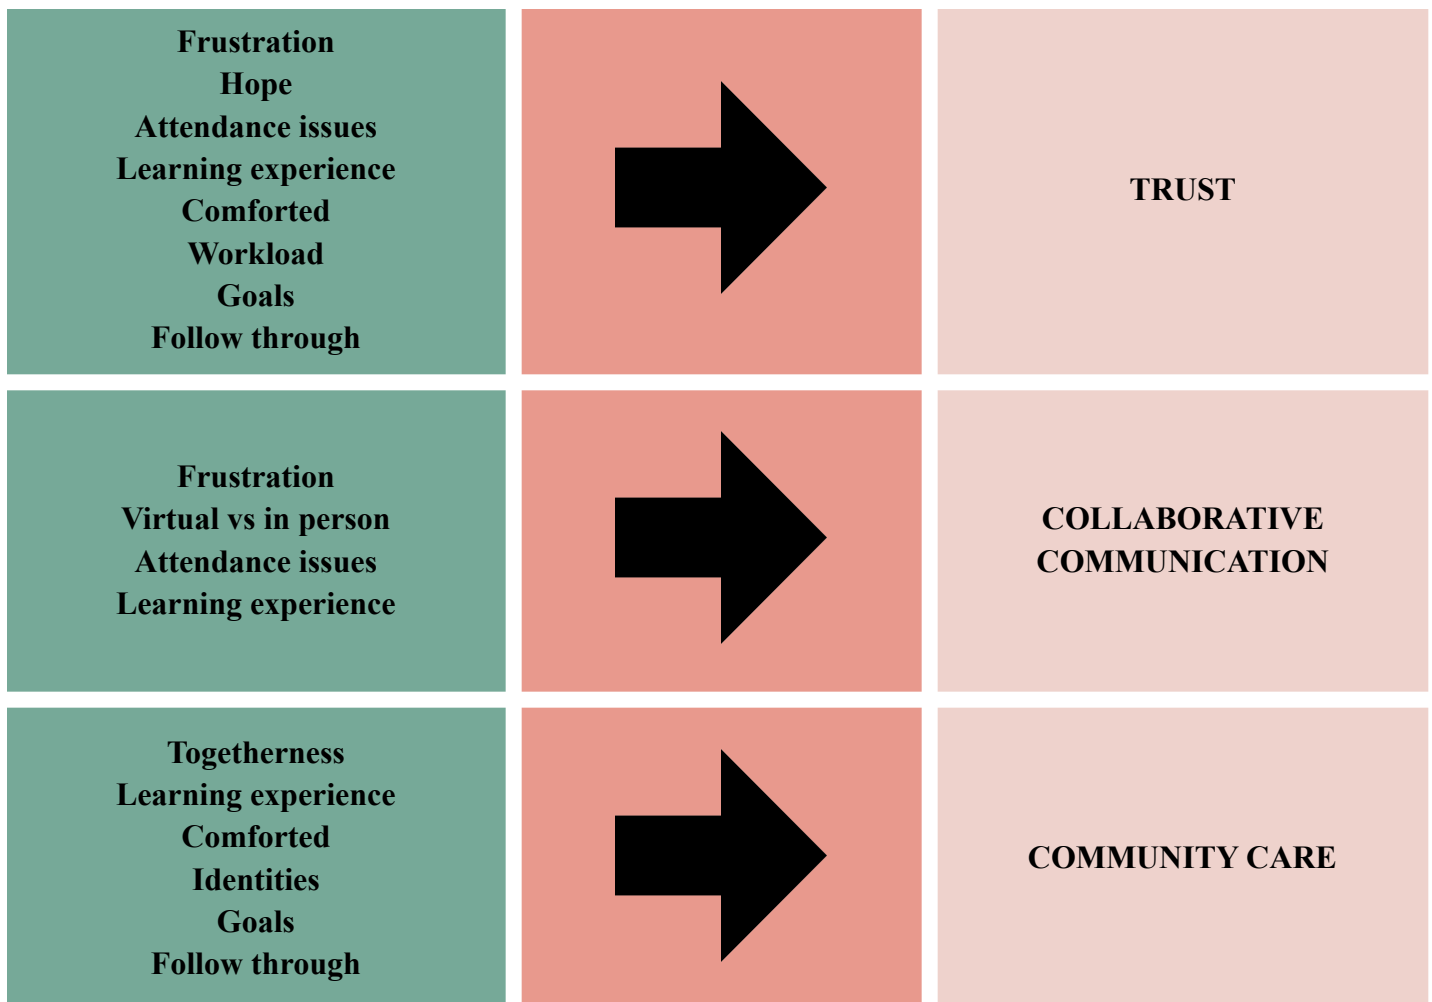 Frustration
Hope
Attendance issues
Learning experience
Comforted
Workload
Goals
Follow through
TRUST
Frustration
Virtual vs in person
Attendance issues
Learning experience
COLLABORATIVE
COMMUNICATION
Togetherness
Learning experience
Comforted
Identities
Goals
Follow through
COMMUNITY CARE